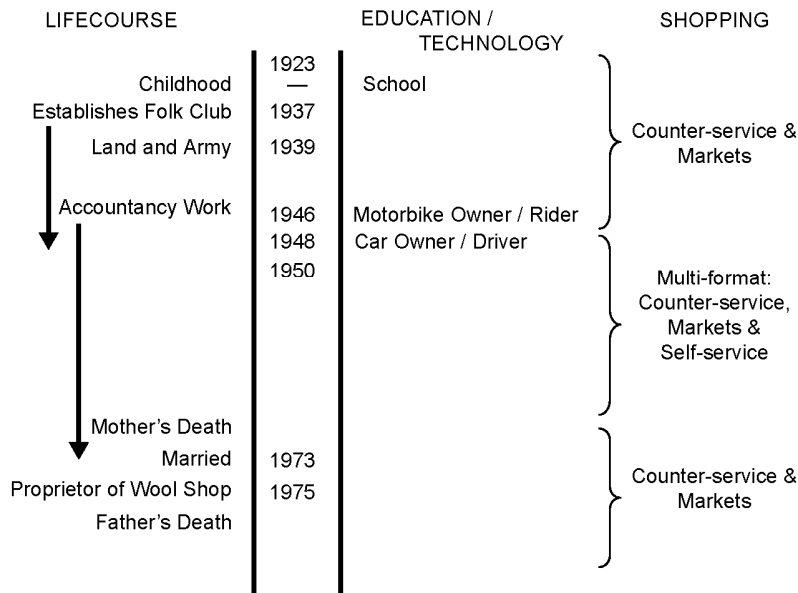 LIFECOURSE
EDUCATION /
TECHNOLOGY
SHOPPING
1923
Childhood — School
Establishes Folk Club 1937
Counter-service &
Markets
Land and Army 1939
Accountancy Work 1946 Motorbike Owner / Rider
1948 Car Owner / Driver
1950
Multi-format:
Counter-service,
Markets &
Self-service
Mother's Death
Married 1973
Proprietor of Wool Shop 1975
Counter-service &
Markets
Father's Death